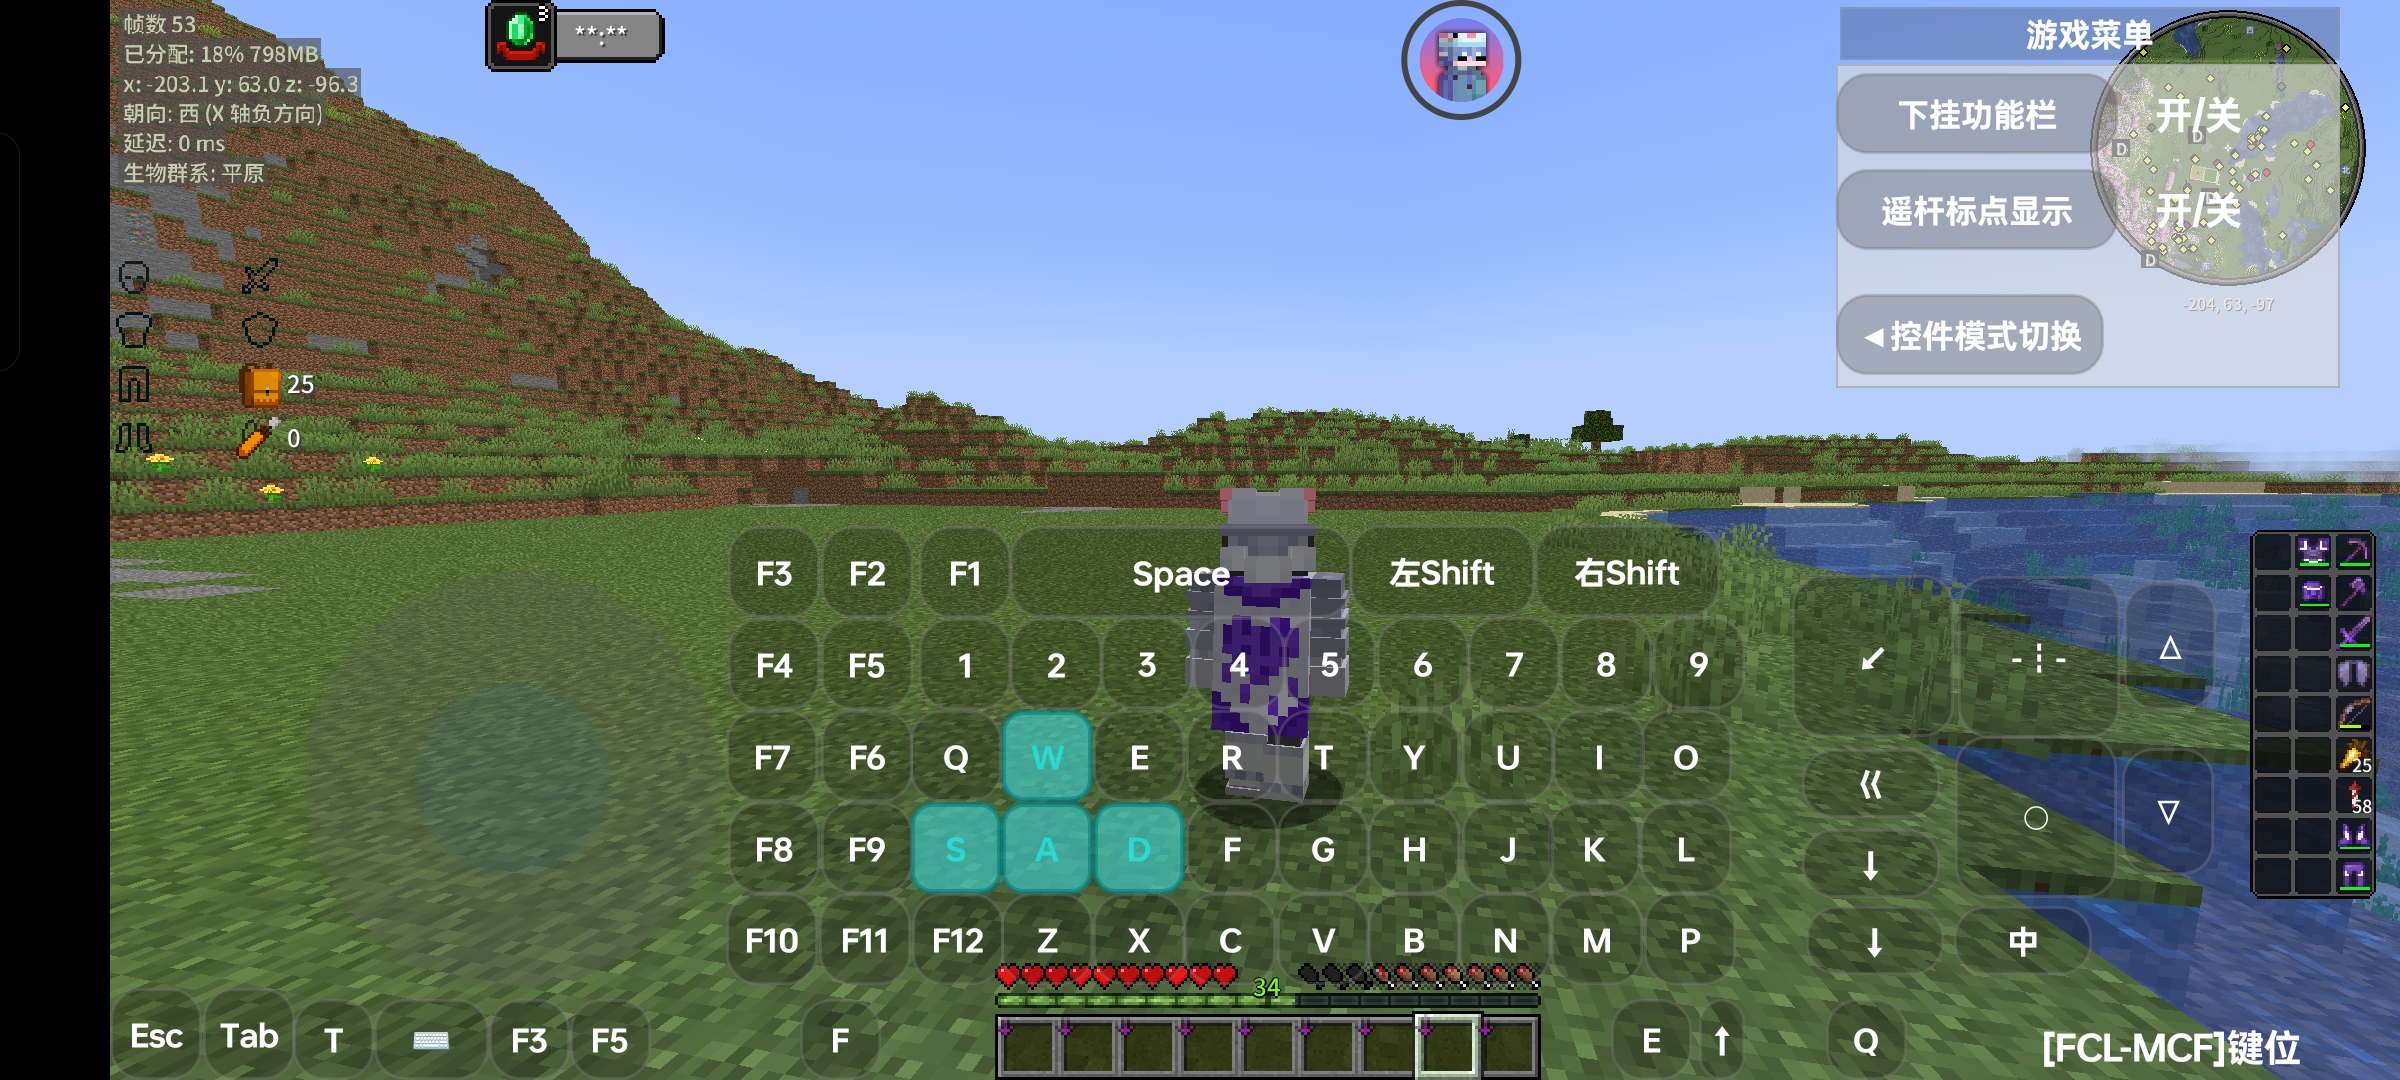 帧数 53
已分配: 18% 798MB
x: -203.1 y: 63.0 z: -96.3
朝向: 西 (X 轴负方向)
延迟: 0 ms
生物群系: 平原
3
**:**
游戏菜单
下挂功能栏 开/关
遥杆标点显示 开/关
◀控件模式切换
D
D
D
D
-204, 63, -97
25
0
F3 F2 F1 Space 左Shift 右Shift
F4 F5 1 2 3 4 5 6 7 8 9
F7 F6 Q W E R T Y U I O
F8 F9 S A D F G H J K L
F10 F11 F12 Z X C V B N M P
中
25
58
34
Esc Tab T F3 F5 F E ↑ Q
[FCL-MCF]键位